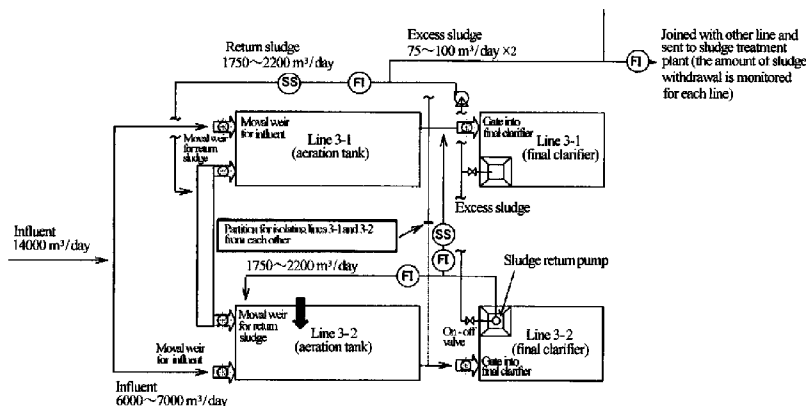 Return sludge
1750～2200 m³/day
Excess sludge
75～100 m³/day ×2
Joined with other line and
sent to sludge treatment
plant (the amount of sludge
withdrawal is monitored
for each line)
SS
FI
FI
Moval weir
for influent
Line 3-1
(aeration tank)
Gate into
final clarifier
Line 3-1
(final clarifier)
Moval weir
for return
sludge
Excess sludge
Partition for isolating lines 3-1 and 3-2
from each other
SS
FI
Influent
14000 m³/day
1750～2200 m³/day
FI
Sludge return pump
Moval weir
for return
sludge
Line 3-2
(aeration tank)
On-off
valve
Line 3-2
(final clarifier)
Moval weir
for influent
Gate into
final clarifier
Influent
6000～7000 m³/day